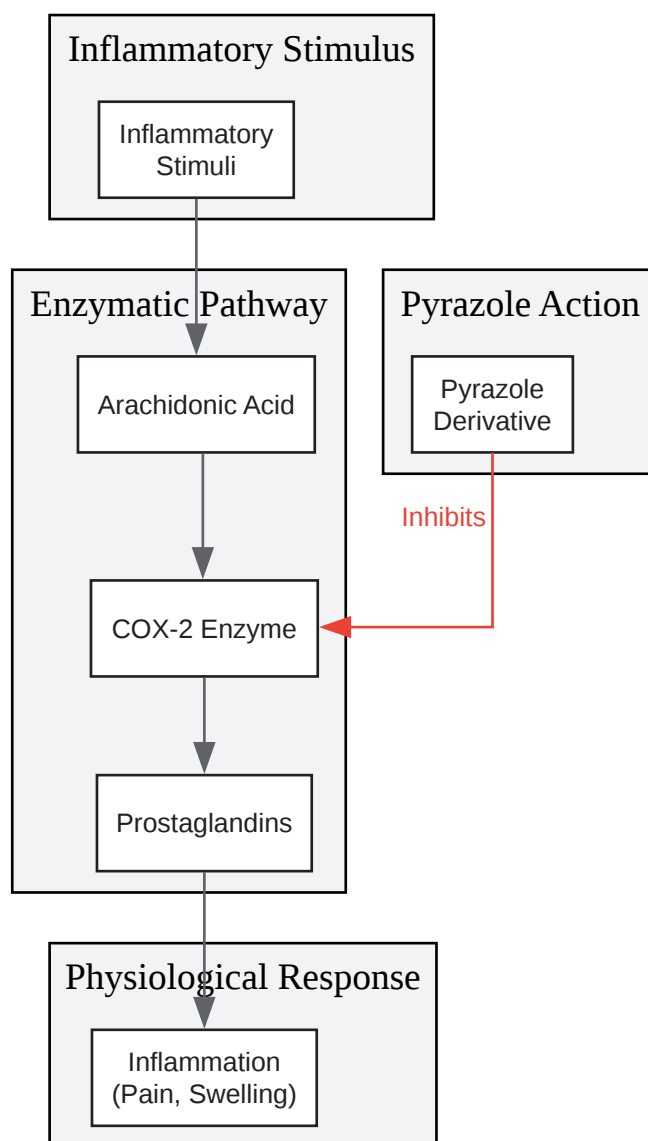 Inflammatory Stimulus
Inflammatory
Stimuli
Enzymatic Pathway
Pyrazole Action
Arachidonic Acid
Pyrazole
Derivative
Inhibits
COX-2 Enzyme
Prostaglandins
Physiological Response
Inflammation
(Pain, Swelling)